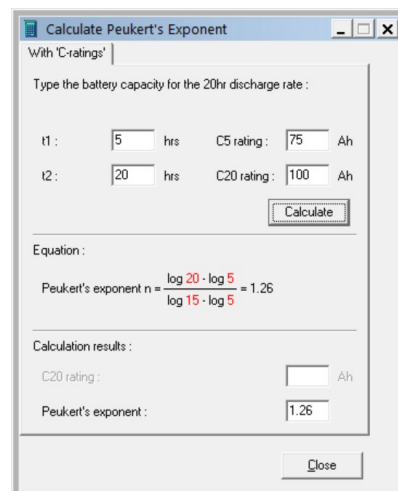 Calculate Peukert's Exponent
With 'C-ratings'
Type the battery capacity for the 20hr discharge rate :
t1 : 5 hrs C5 rating : 75 Ah
t2 : 20 hrs C20 rating : 100 Ah
Calculate
Equation :
log 20 - log 5
Peukert's exponent n = = 1.26
log 15 - log 5
Calculation results :
C20 rating : Ah
Peukert's exponent : 1.26
Close